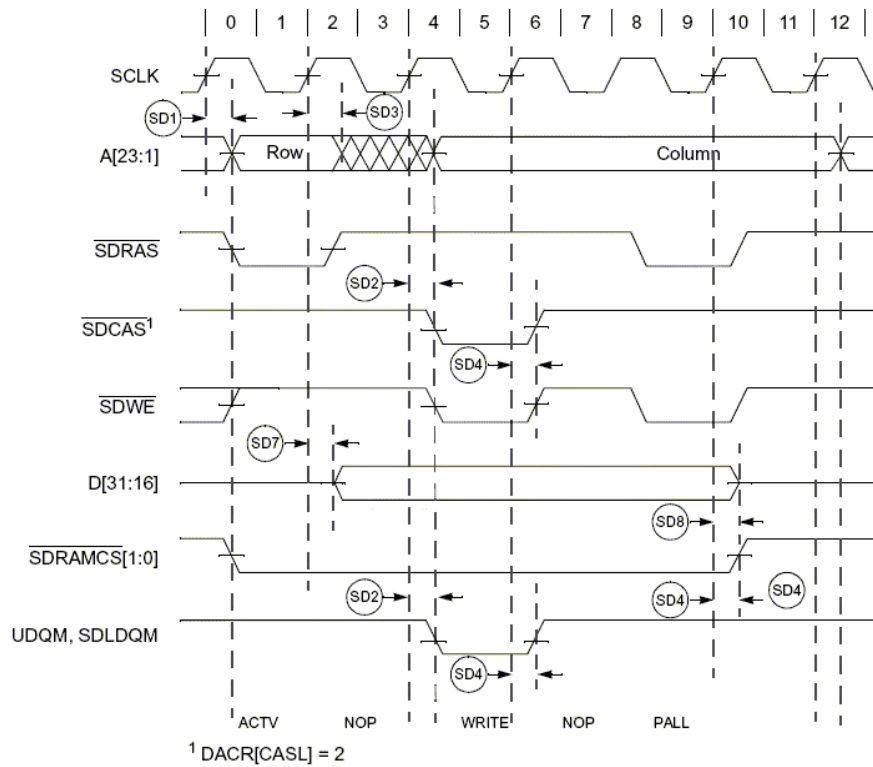 0 1 2 3 4 5 6 7 8 9 10 11 12
SCLK
SD1 SD3
A[23:1] Row Column
SDRAS
SD2
SDCAS¹
SD4
SDWE
SD7
D[31:16]
SD8
SDRAMCS[1:0]
SD2 SD4 SD4
UDQM, SDLDQM
SD4
ACTV NOP WRITE NOP PALL
¹ DACR[CASL] = 2